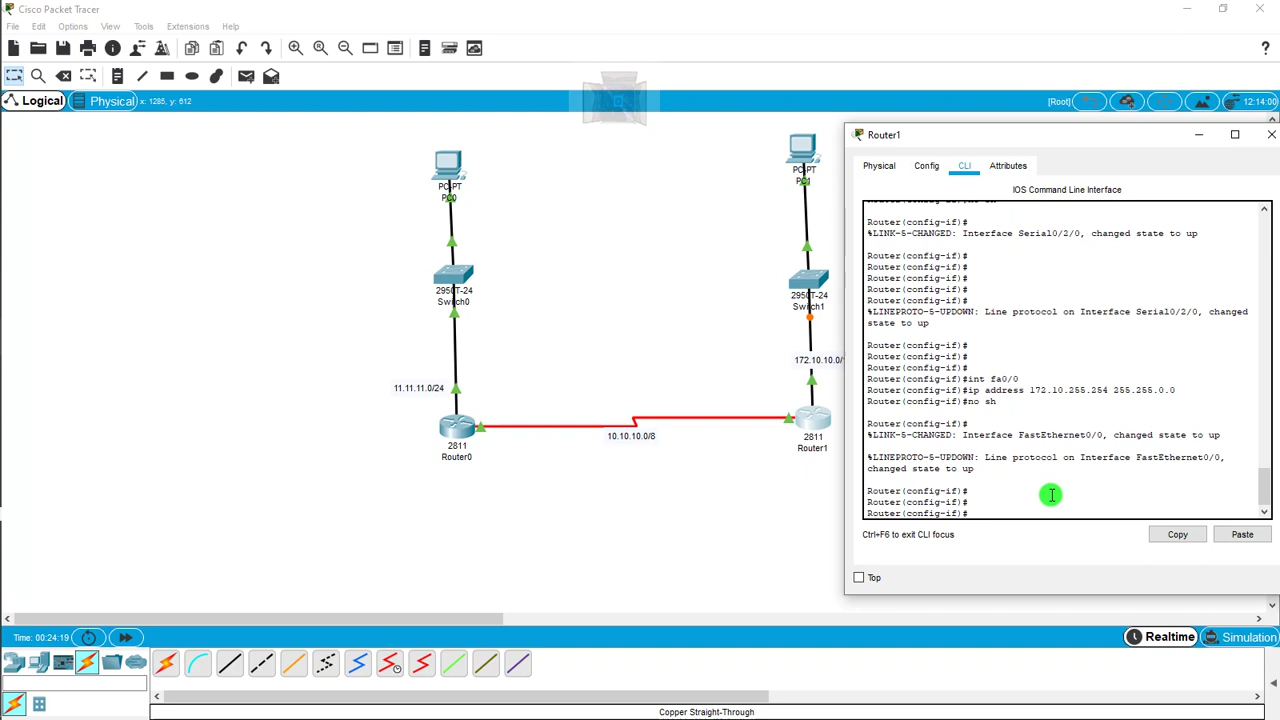 Cisco Packet Tracer
File Edit Options View Tools Extensions Help
Logical Physical x: 1285, y: 612 [Root] 12:14:00
PC-PT
PC0
2950T-24
Switch0
11.11.11.0/24
2811
Router0
10.10.10.0/8
PC-PT
PC1
2950T-24
Switch1
172.10.10.0/
2811
Router1
Router1
Physical Config CLI Attributes
IOS Command Line Interface
Router(config-if)#
%LINK-5-CHANGED: Interface Serial0/2/0, changed state to up
Router(config-if)#
Router(config-if)#
Router(config-if)#
Router(config-if)#
Router(config-if)#
%LINEPROTO-5-UPDOWN: Line protocol on Interface Serial0/2/0, changed
state to up
Router(config-if)#
Router(config-if)#
Router(config-if)#
Router(config-if)#int fa0/0
Router(config-if)#ip address 172.10.255.254 255.255.0.0
Router(config-if)#no sh
Router(config-if)#
%LINK-5-CHANGED: Interface FastEthernet0/0, changed state to up
%LINEPROTO-5-UPDOWN: Line protocol on Interface FastEthernet0/0,
changed state to up
Router(config-if)#
Router(config-if)#
Router(config-if)#
Ctrl+F6 to exit CLI focus
Copy Paste
Top
Time: 00:24:19
Realtime Simulation
Copper Straight-Through